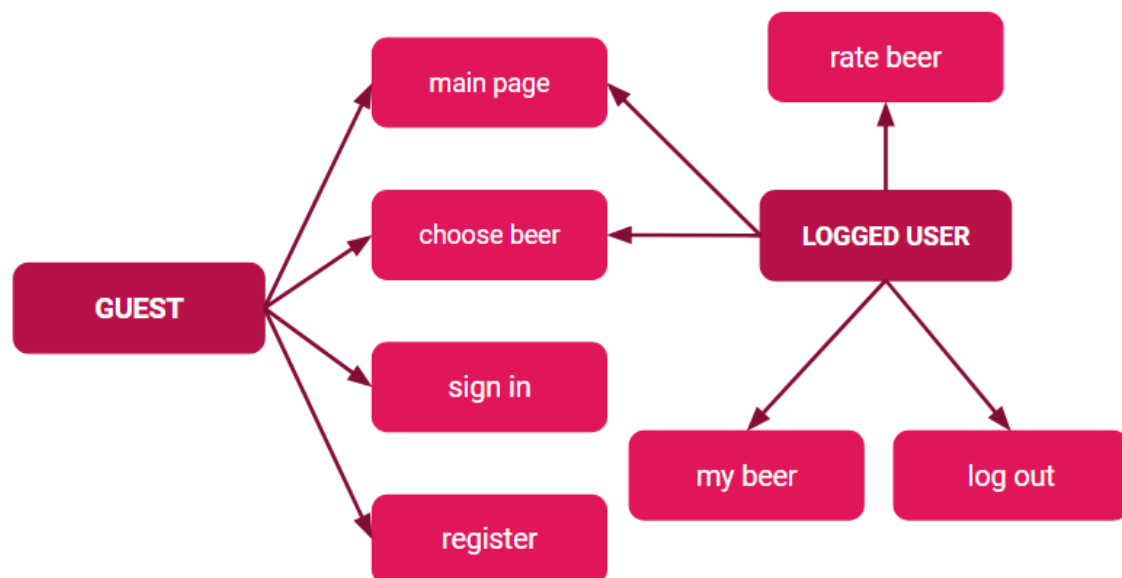 rate beer
main page
choose beer
LOGGED USER
GUEST
sign in
my beer
log out
register